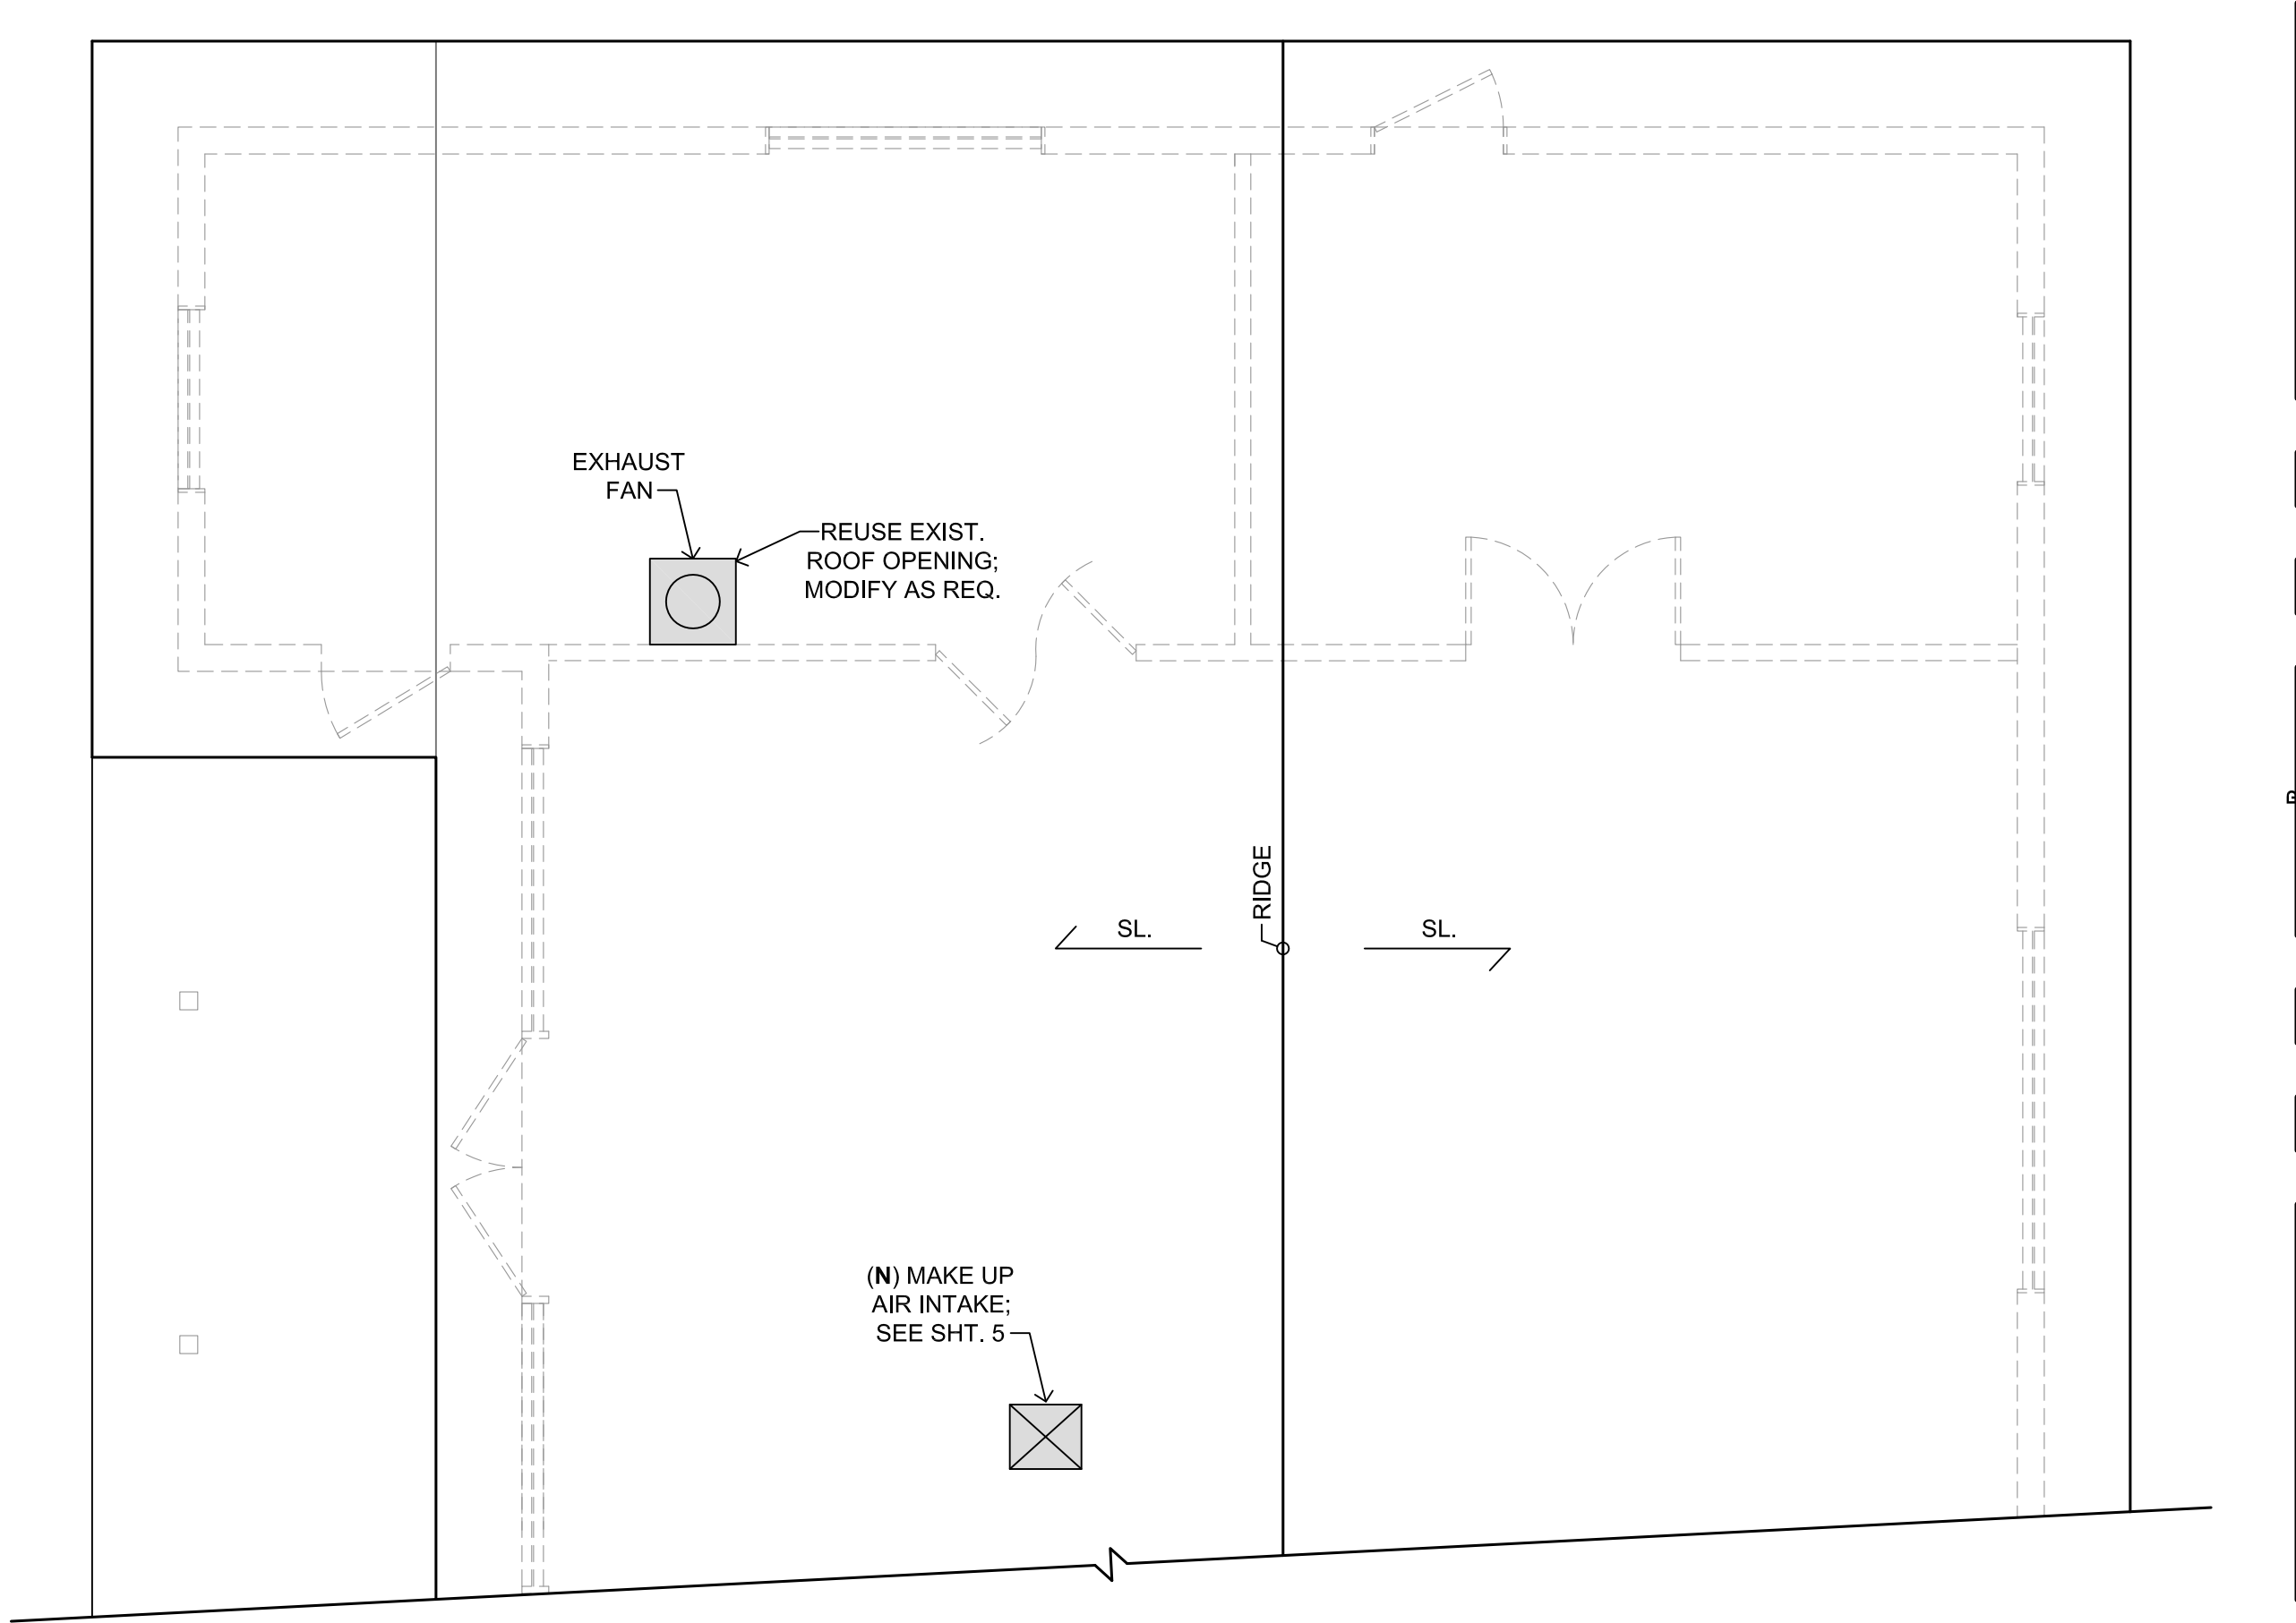 EXHAUST
FAN
REUSE EXIST.
ROOF OPENING;
MODIFY AS REQ.
RIDGE
SL.
SL.
(N) MAKE UP
AIR INTAKE;
SEE SHT. 5